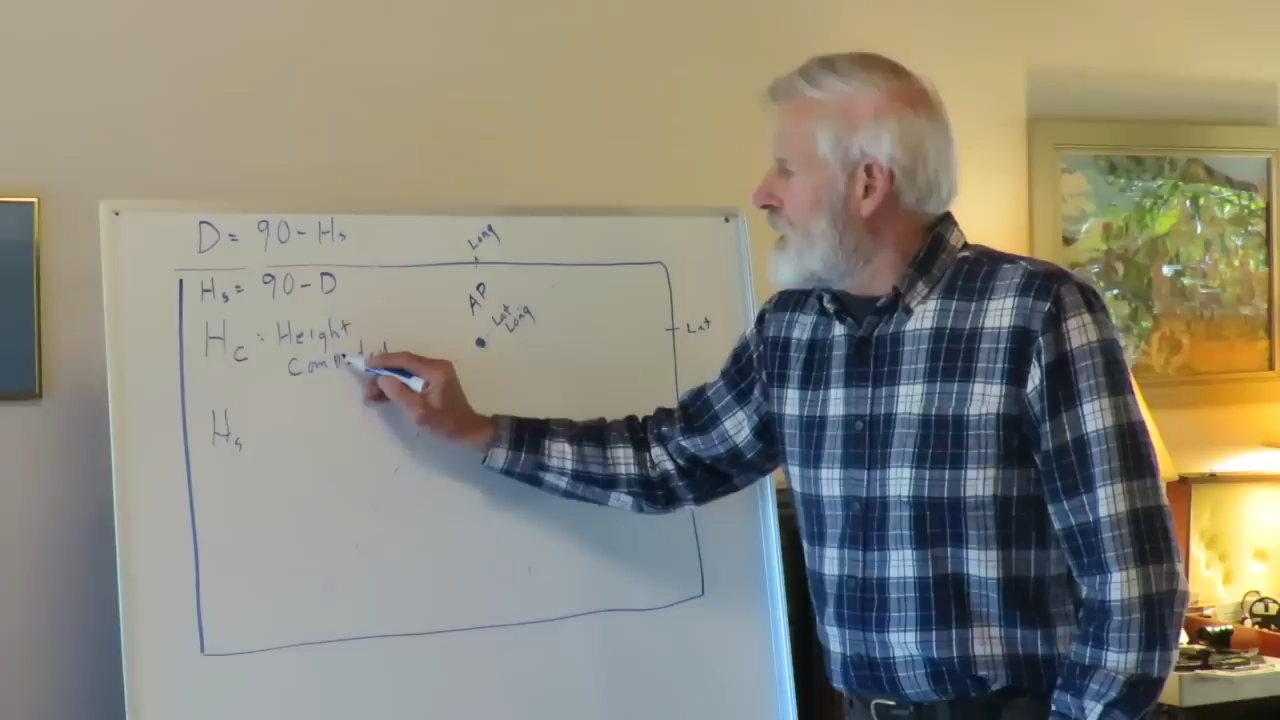 D = 90 - Hs
Long
Hs = 90 - D
AP
Lat
Long
Lat
Hc : Height
Hs